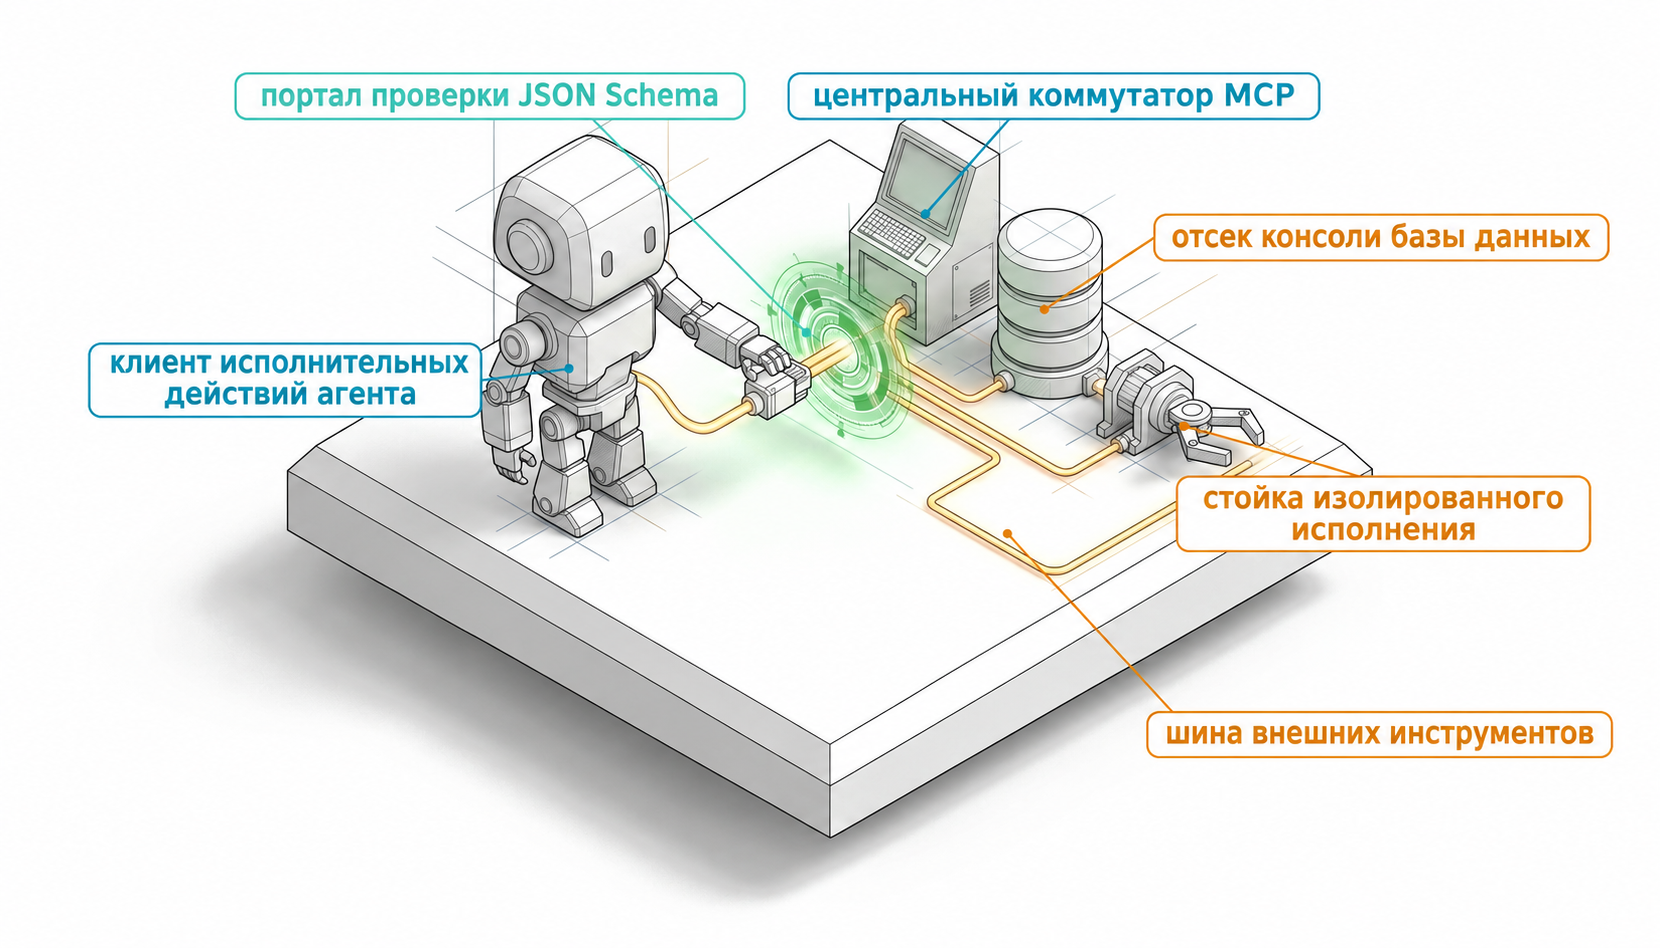 портал проверки JSON Schema
центральный коммутатор MCP
отсек консоли базы данных
клиент исполнительных
действий агента
стойка изолированного
исполнения
шина внешних инструментов